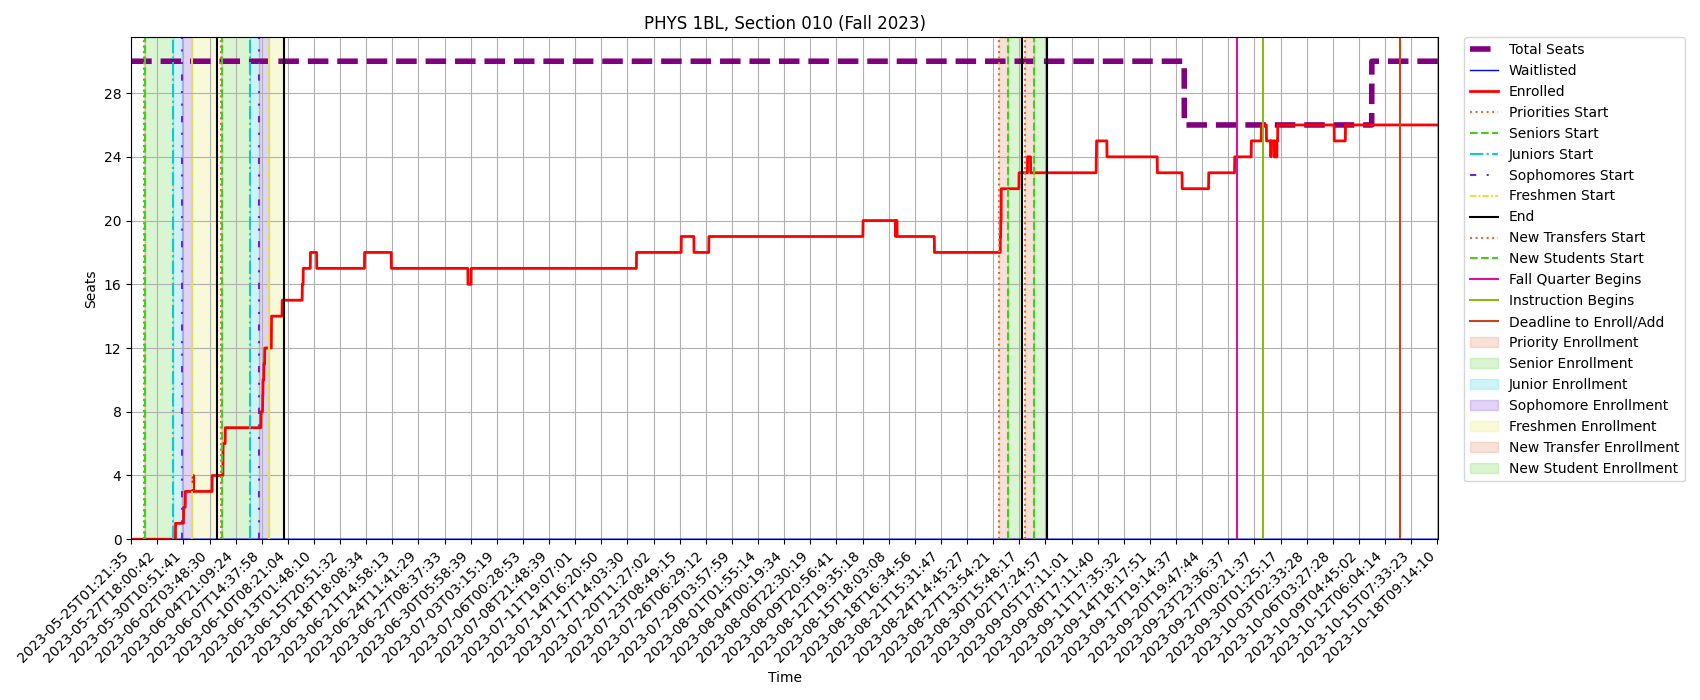 PHYS 1BL, Section 010 (Fall 2023)
Seats
28
24
20
16
12
8
4
0
2023-05-25T01:21:35
2023-05-27T18:00:42
2023-05-30T10:51:41
2023-06-02T03:48:30
2023-06-04T21:09:24
2023-06-07T14:37:58
2023-06-10T08:21:04
2023-06-13T01:48:10
2023-06-15T20:51:32
2023-06-18T18:08:34
2023-06-21T14:58:13
2023-06-24T11:41:29
2023-06-27T08:37:33
2023-06-30T05:58:39
2023-07-03T03:15:19
2023-07-06T00:28:53
2023-07-08T21:48:39
2023-07-11T19:07:01
2023-07-14T16:20:50
2023-07-17T14:03:30
2023-07-20T11:27:02
2023-07-23T08:49:15
2023-07-26T06:29:12
2023-07-29T03:57:59
2023-08-01T01:55:14
2023-08-04T00:19:34
2023-08-06T22:30:19
2023-08-09T20:56:41
2023-08-12T19:35:18
2023-08-15T18:03:08
2023-08-18T16:34:56
2023-08-21T15:31:47
2023-08-24T14:45:27
2023-08-27T13:54:21
2023-08-30T15:48:17
2023-09-02T17:24:57
2023-09-05T17:11:01
2023-09-08T17:11:40
2023-09-11T17:35:32
2023-09-14T18:17:51
2023-09-17T19:14:37
2023-09-20T19:47:44
2023-09-23T23:36:37
2023-09-27T00:21:37
2023-09-30T01:25:17
2023-10-03T02:33:28
2023-10-06T03:27:28
2023-10-09T04:45:02
2023-10-12T06:04:14
2023-10-15T07:33:23
2023-10-18T09:14:10
Time
Total Seats
Waitlisted
Enrolled
Priorities Start
Seniors Start
Juniors Start
Sophomores Start
Freshmen Start
End
New Transfers Start
New Students Start
Fall Quarter Begins
Instruction Begins
Deadline to Enroll/Add
Priority Enrollment
Senior Enrollment
Junior Enrollment
Sophomore Enrollment
Freshmen Enrollment
New Transfer Enrollment
New Student Enrollment